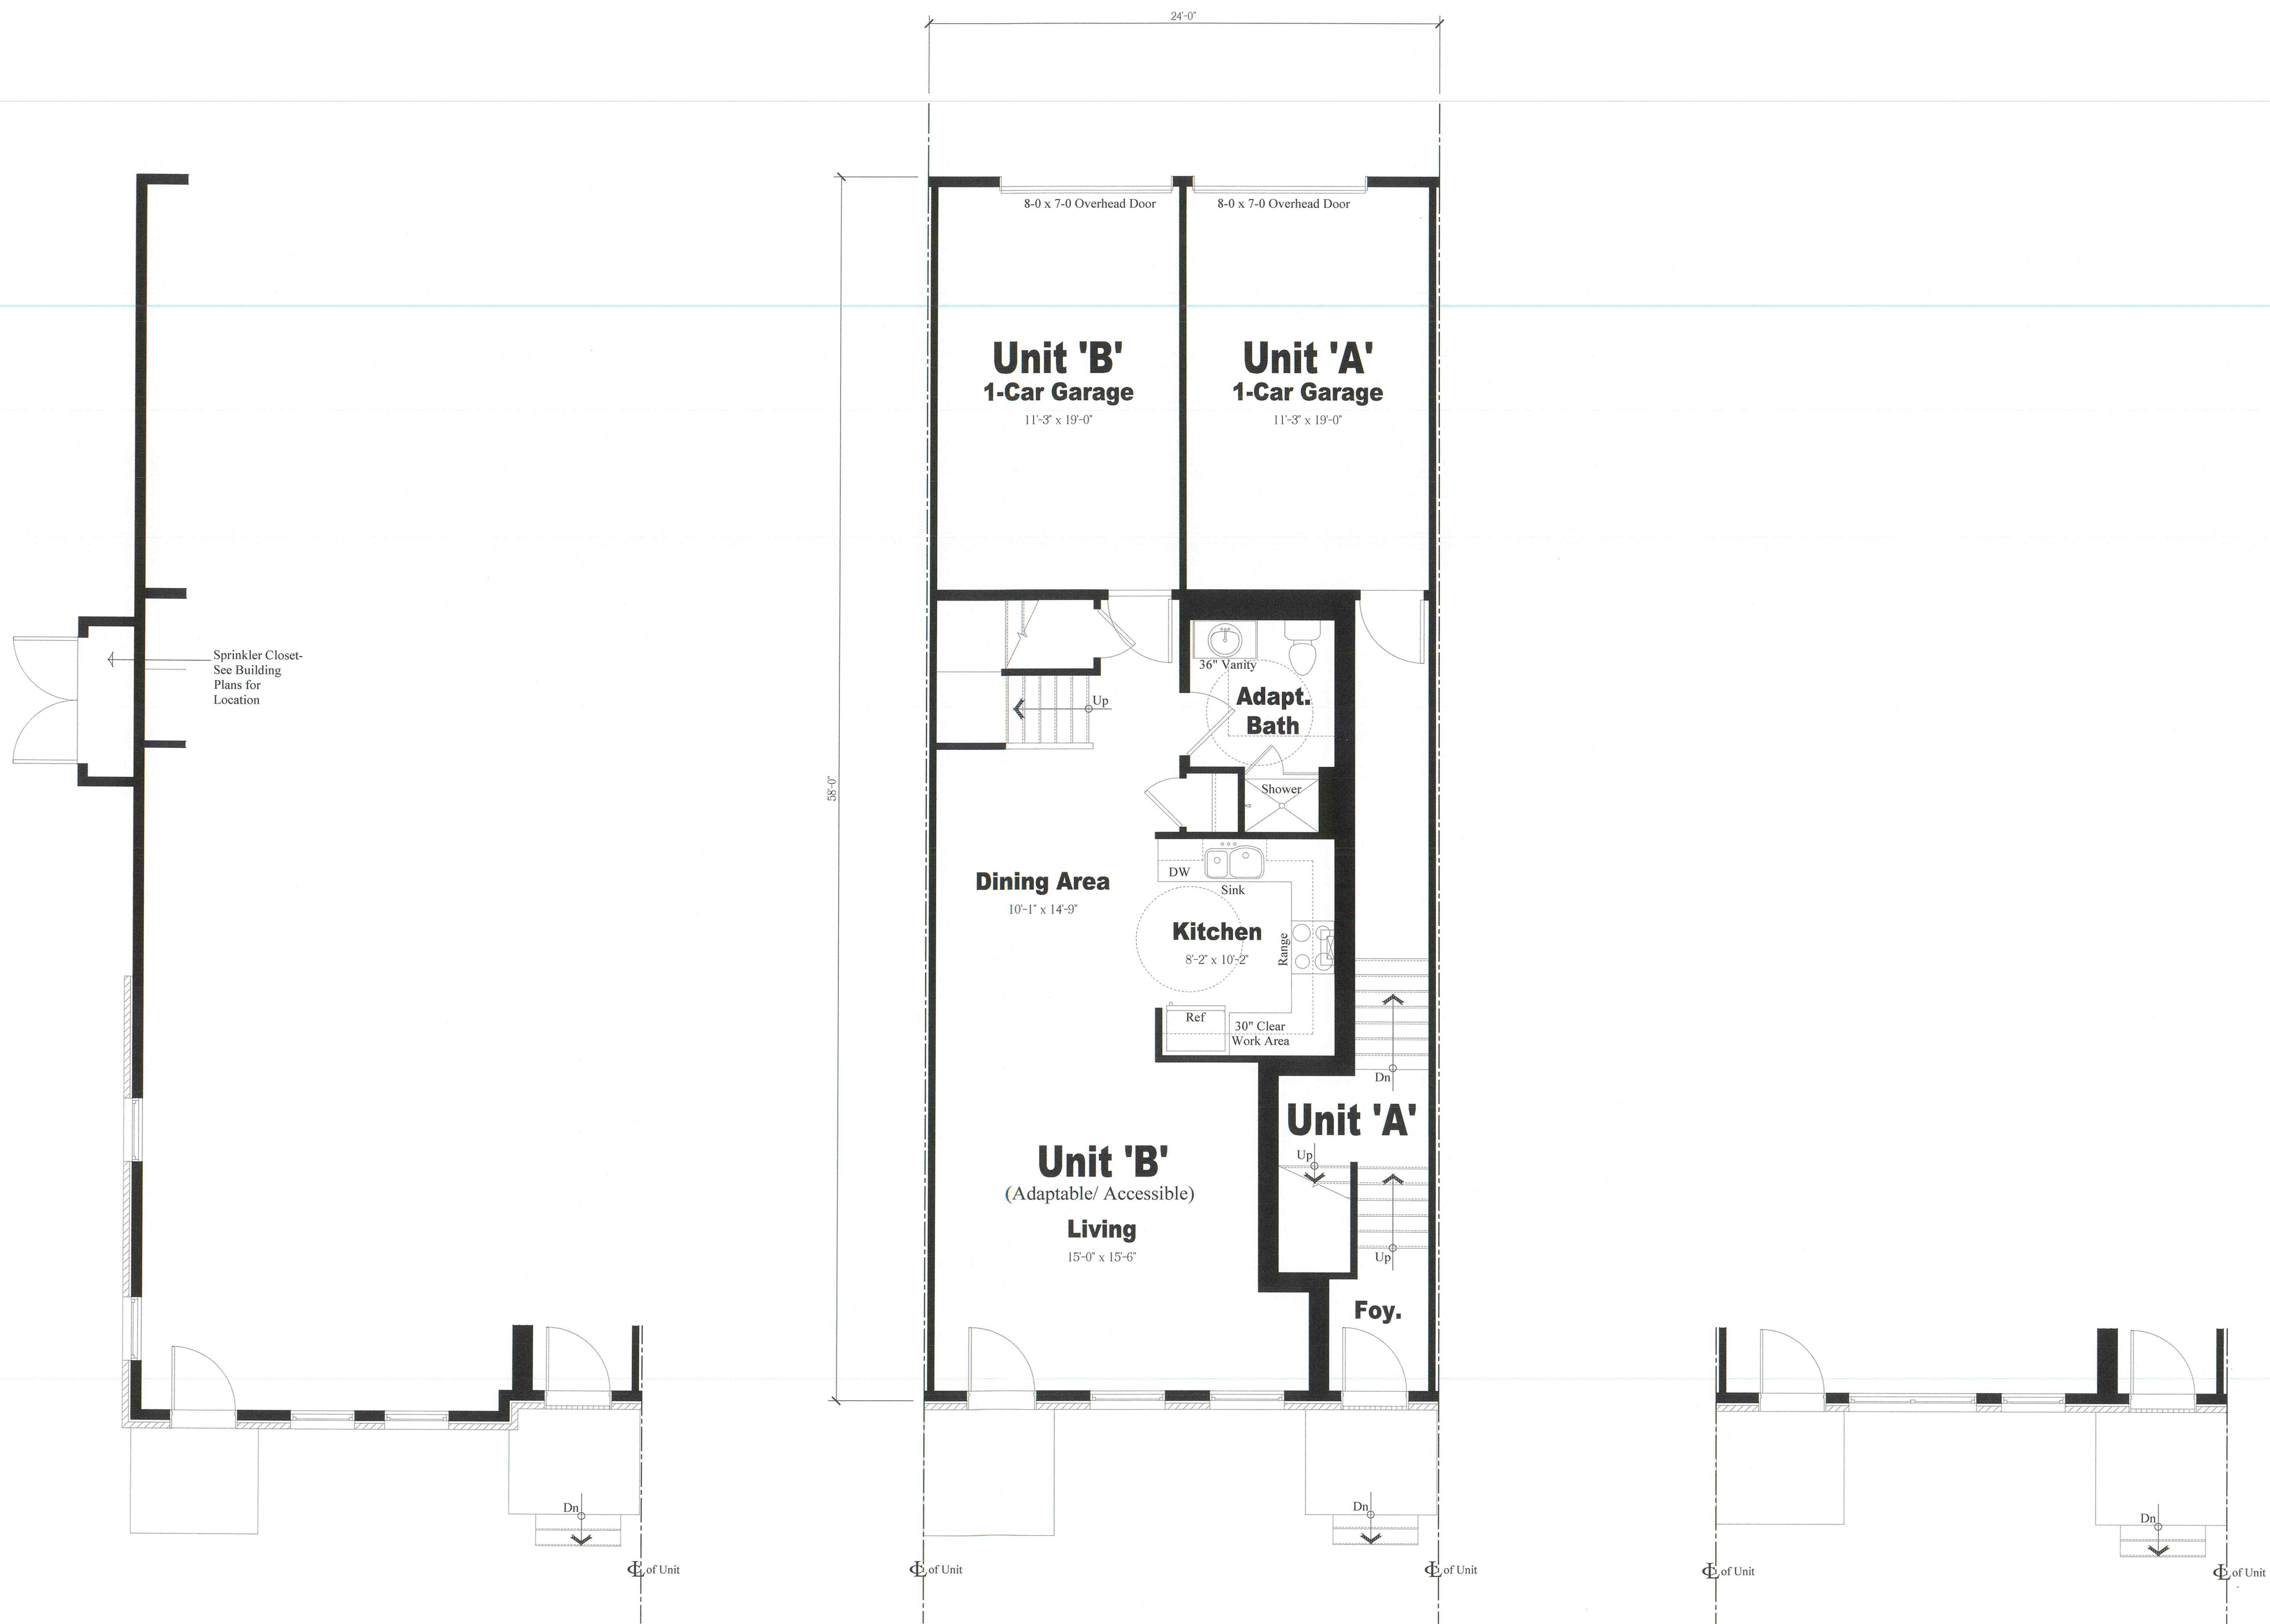 24'-0"
8-0 x 7-0 Overhead Door
8-0 x 7-0 Overhead Door
Unit 'B'
1-Car Garage
11'-3" x 19'-0"
Unit 'A'
1-Car Garage
11'-3" x 19'-0"
Sprinkler Closet-
See Building
Plans for
Location
58'-0"
Up
36" Vanity
Adapt.
Bath
Shower
Dining Area
10'-1" x 14'-9"
DW
Sink
Kitchen
8'-2" x 10'-2"
Range
Ref
30" Clear
Work Area
Dn
Unit 'A'
Up
Up
Unit 'B'
(Adaptable/ Accessible)
Living
15'-0" x 15'-6"
Foy.
Dn
Dn
Dn
℄ of Unit
℄ of Unit
℄ of Unit
℄ of Unit
℄ of Unit